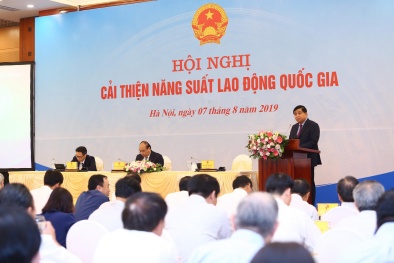 HỘI NGHỊ
CẢI THIỆN NĂNG SUẤT LAO ĐỘNG QUỐC GIA
Hà Nội, ngày 07 tháng 8 năm 2019